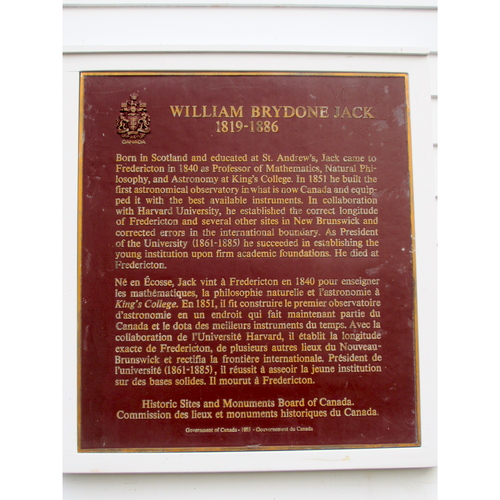 CANADA
WILLIAM BRYDONE JACK
1819-1886
Born in Scotland and educated at St. Andrew's, Jack came to
Fredericton in 1840 as Professor of Mathematics, Natural Phil-
losophy, and Astronomy at King's College. In 1851 he built the
first astronomical observatory in what is now Canada and equip-
ped it with the best available instruments. In collaboration
with Harvard University, he established the correct longitude
of Fredericton and several other sites in New Brunswick and
corrected errors in the international boundary. As President
of the University (1861-1885) he succeeded in establishing the
young institution upon firm academic foundations. He died at
Fredericton.
Né en Écosse, Jack vint à Fredericton en 1840 pour enseigner
les mathématiques, la philosophie naturelle et l'astronomie à
King's College. En 1851, il fit construire le premier observatoire
d'astronomie en un endroit qui fait maintenant partie du
Canada et le dota des meilleurs instruments du temps. Avec la
collaboration de l'Université Harvard, il établit la longitude
exacte de Fredericton, de plusieurs autres lieux du Nouveau-
Brunswick et rectifia la frontière internationale. Président de
l'université (1861-1885), il réussit à asseoir la jeune institution
sur des bases solides. Il mourut à Fredericton.
Historic Sites and Monuments Board of Canada.
Commission des lieux et monuments historiques du Canada.
Government of Canada - - Gouvernement du Canada